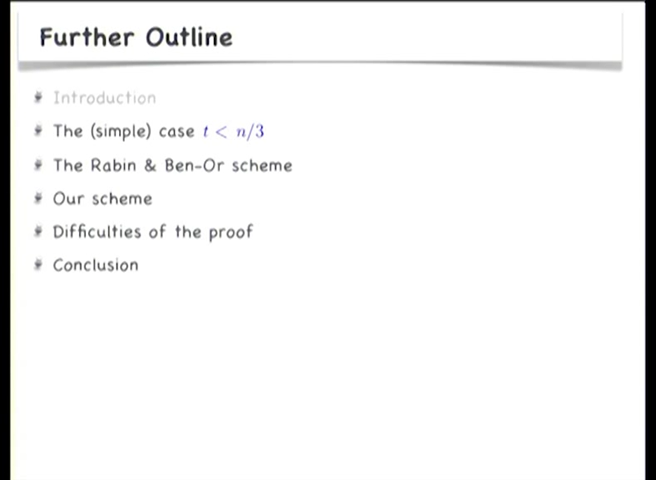 Further Outline
Introduction
The (simple) case t < n/3
The Rabin & Ben-Or scheme
Our scheme
Difficulties of the proof
Conclusion